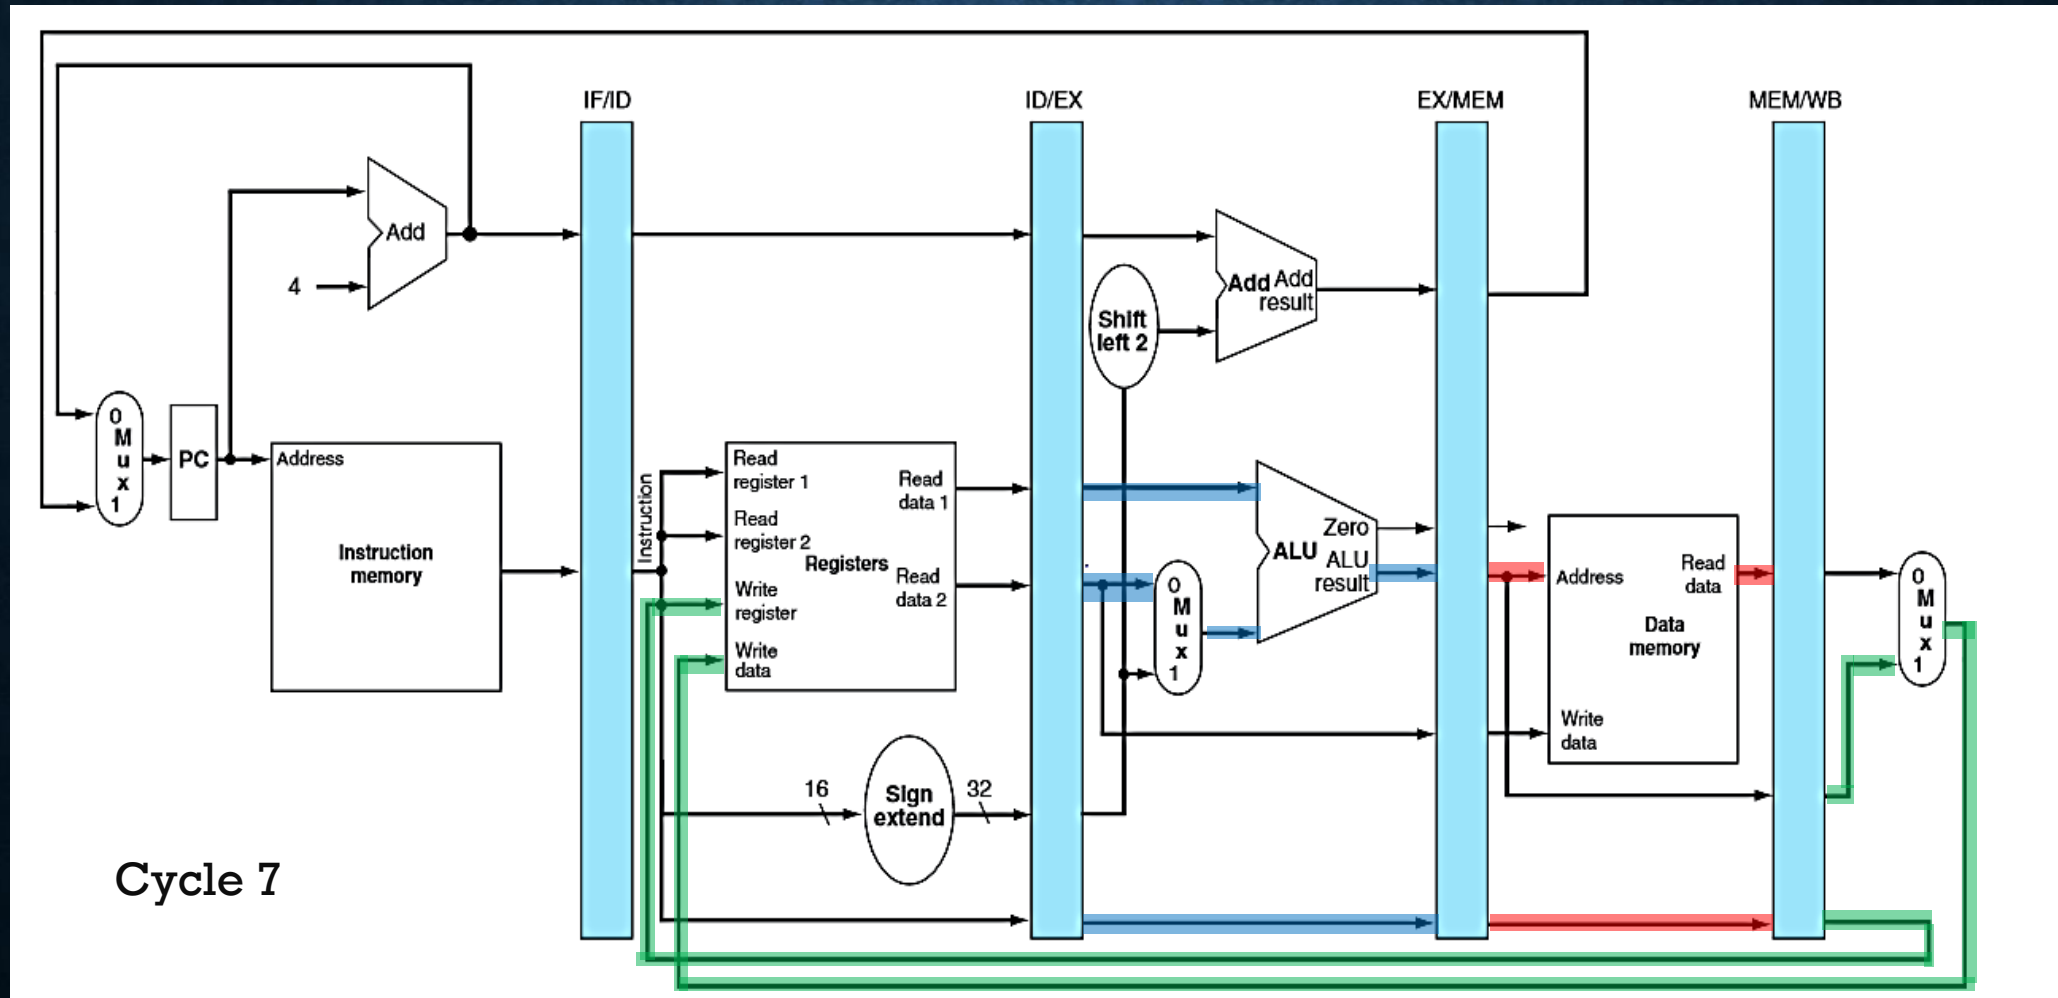 IF/ID
ID/EX
EX/MEM
MEM/WB
Add
4
Add Add
result
Shift
left 2
0
M
u
x
1
PC
Address
Instruction
memory
Instruction
Read
register 1
Read
register 2
Write
register
Write
data
Registers
Read
data 1
Read
data 2
16
Sign
extend
32
0
M
u
x
1
ALU
Zero
ALU
result
Address
Read
data
Data
memory
Write
data
0
M
u
x
1
Cycle 7